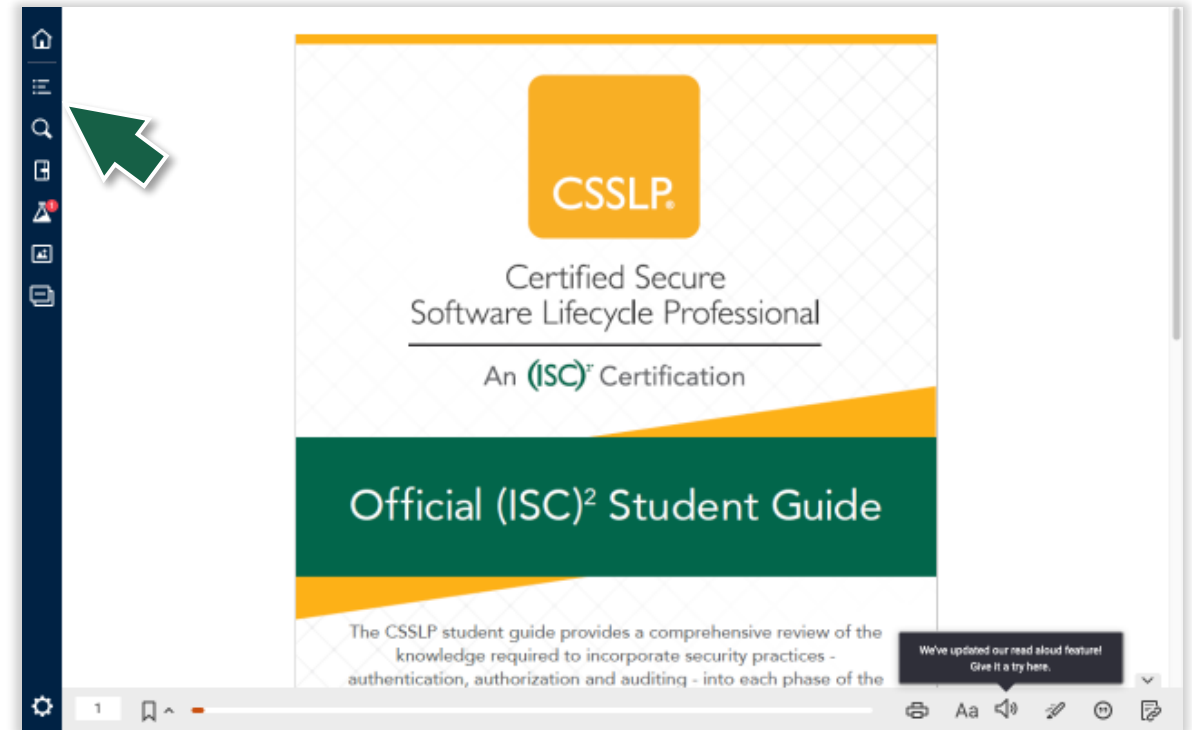 CSSLP®
Certified Secure
Software Lifecycle Professional
An (ISC)²® Certification
Official (ISC)² Student Guide
The CSSLP student guide provides a comprehensive review of the
knowledge required to incorporate security practices -
authentication, authorization and auditing - into each phase of the
We've updated our read aloud feature!
Give it a try here.
1
1
Aa